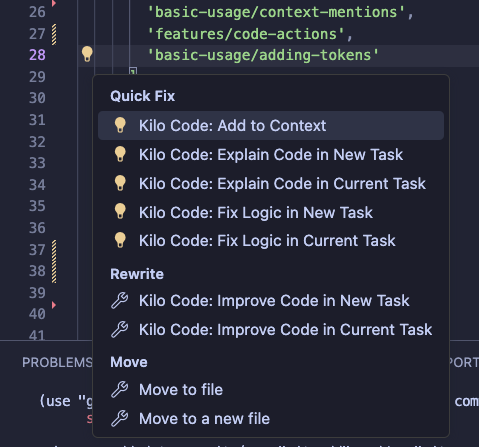 26 'basic-usage/context-mentions',
27 'features/code-actions',
28 'basic-usage/adding-tokens'
29 ]
30
31
32
33
34
35
36
37
38
39
40
41
Quick Fix
Kilo Code: Add to Context
Kilo Code: Explain Code in New Task
Kilo Code: Explain Code in Current Task
Kilo Code: Fix Logic in New Task
Kilo Code: Fix Logic in Current Task
Rewrite
Kilo Code: Improve Code in New Task
Kilo Code: Improve Code in Current Task
Move
Move to file
Move to a new file
PROBLEMS PORT
(use "g com
s